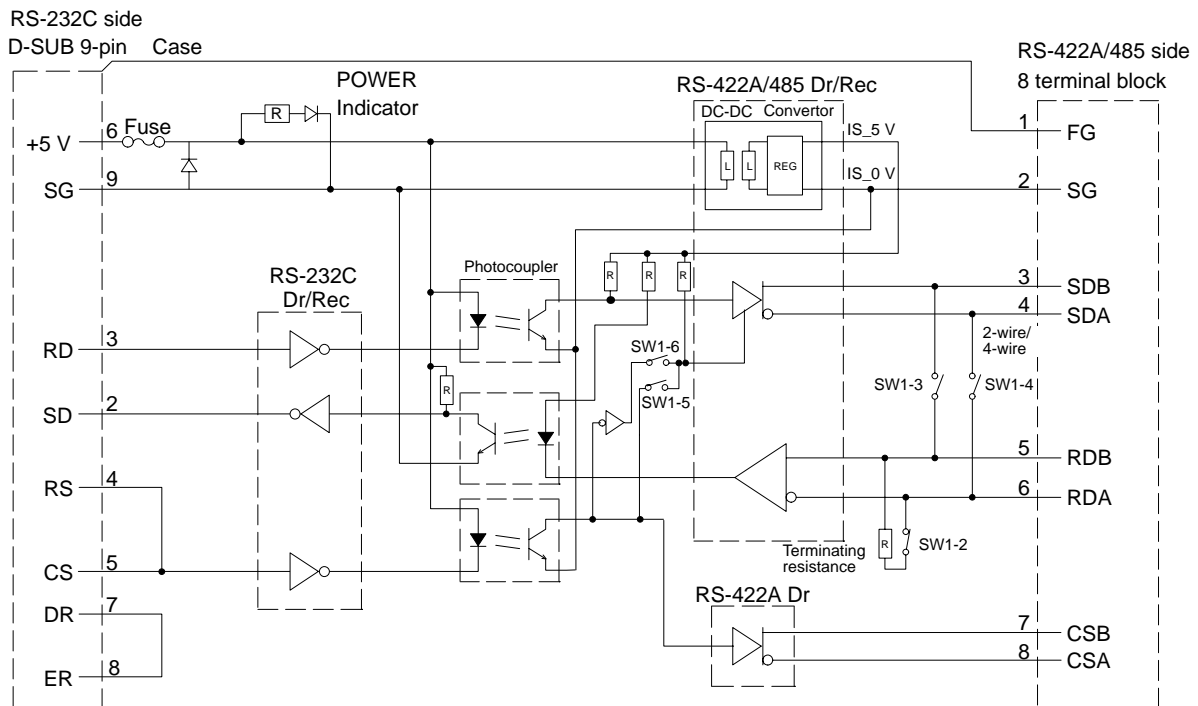 RS-232C side
D-SUB 9-pin Case
RS-422A/485 side
8 terminal block
POWER
Indicator
RS-422A/485 Dr/Rec
DC-DC Convertor
+5 V 6 Fuse
R
L L REG
IS_5 V
1 FG
SG 9
IS_0 V
2 SG
RS-232C
Dr/Rec
Photocoupler
R R R
3 SDB
4 SDA
2-wire/
4-wire
RD 3
SW1-6
SW1-5
R
SW1-3 SW1-4
SD 2
5 RDB
RS 4
6 RDA
R SW1-2
Terminating
resistance
CS 5
RS-422A Dr
DR 7
7 CSB
8 CSA
ER 8